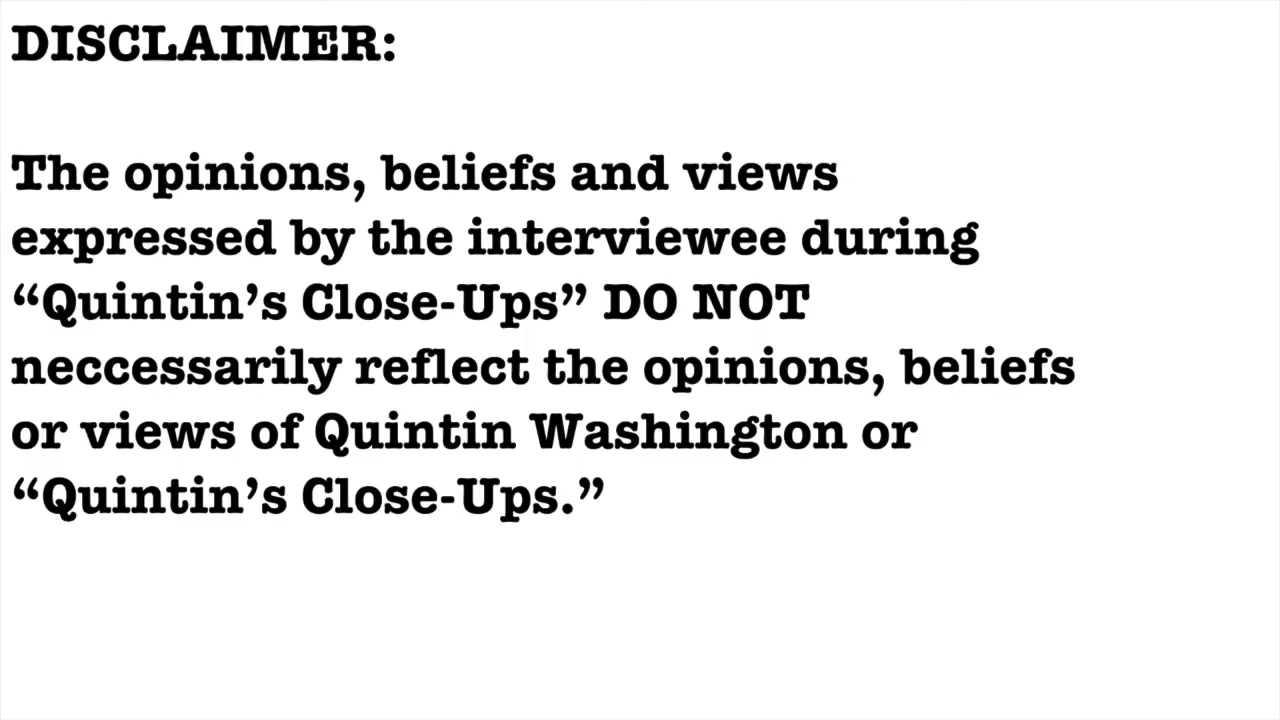 DISCLAIMER:
The opinions, beliefs and views
expressed by the interviewee during
“Quintin’s Close-Ups” DO NOT
neccessarily reflect the opinions, beliefs
or views of Quintin Washington or
“Quintin’s Close-Ups.”